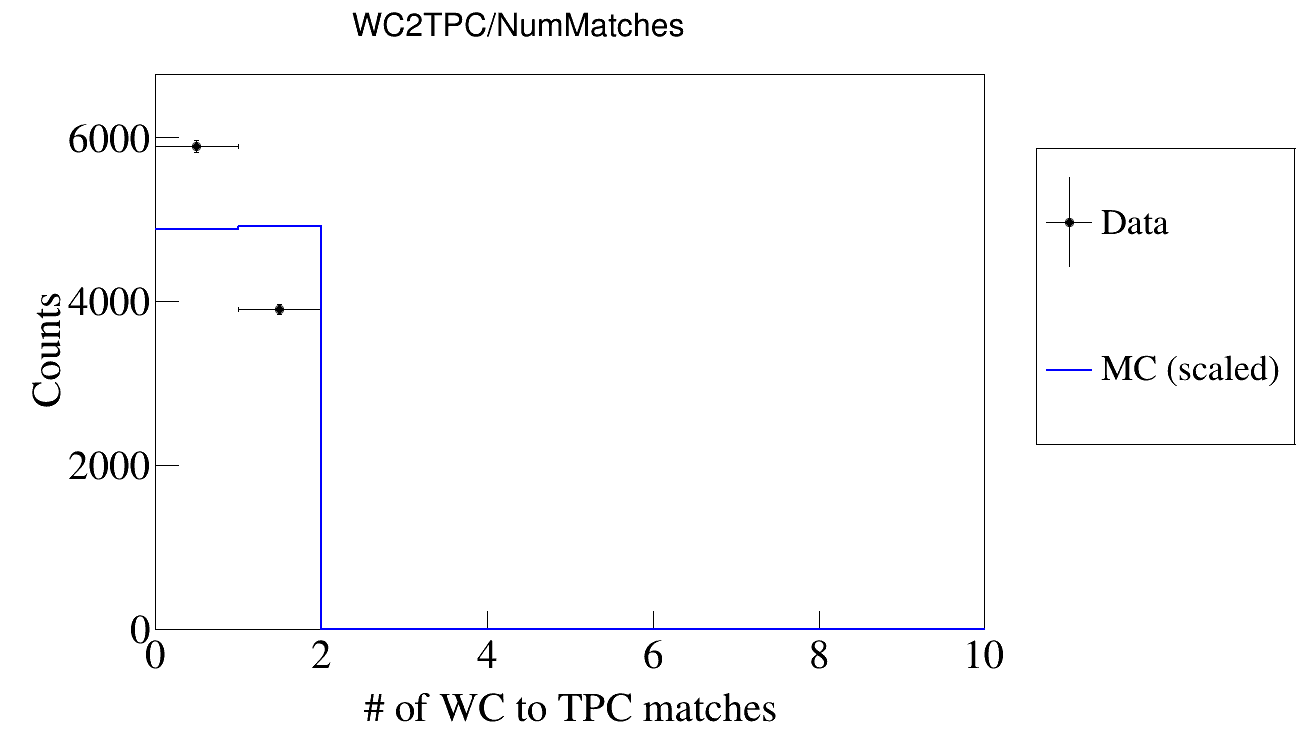 WC2TPC/NumMatches
6000
4000
2000
0
Counts
0 2 4 6 8 10
# of WC to TPC matches
Data
MC (scaled)